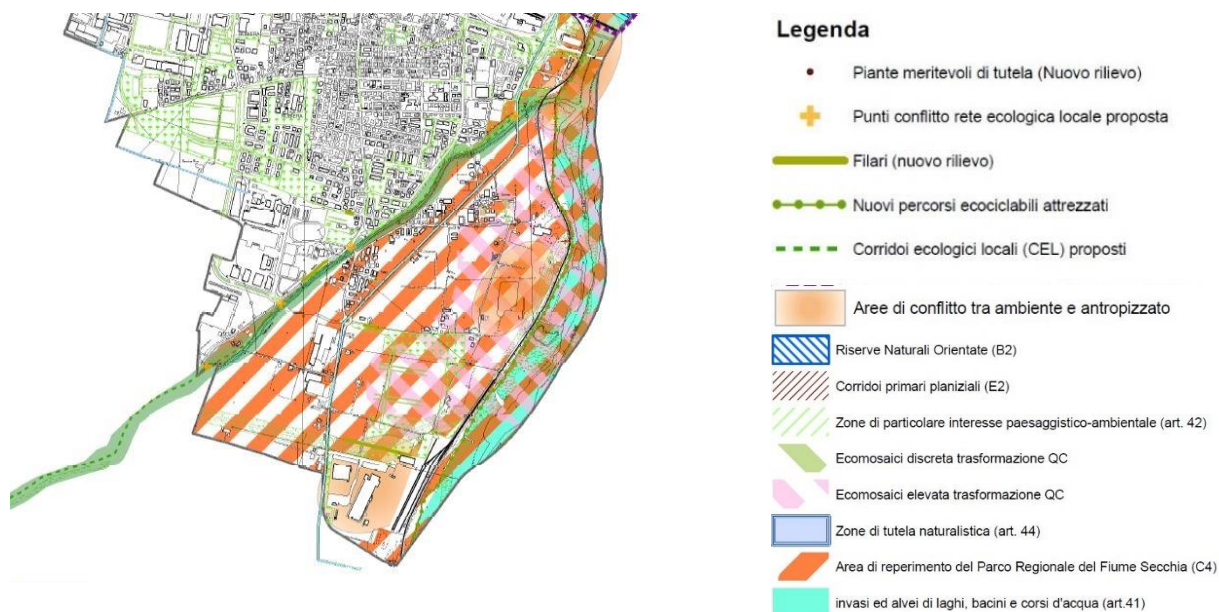 Legenda
Piante meritevoli di tutela (Nuovo rilievo)
Punti conflitto rete ecologica locale proposta
Filari (nuovo rilievo)
Nuovi percorsi ecociclabili attrezzati
Corridoi ecologici locali (CEL) proposti
Aree di conflitto tra ambiente e antropizzato
Riserve Naturali Orientate (B2)
Corridoi primari planiziali (E2)
Zone di particolare interesse paesaggistico-ambientale (art. 42)
Ecomosaici discreta trasformazione QC
Ecomosaici elevata trasformazione QC
Zone di tutela naturalistica (art. 44)
Area di reperimento del Parco Regionale del Fiume Secchia (C4)
invasi ed alvei di laghi, bacini e corsi d'acqua (art.41)